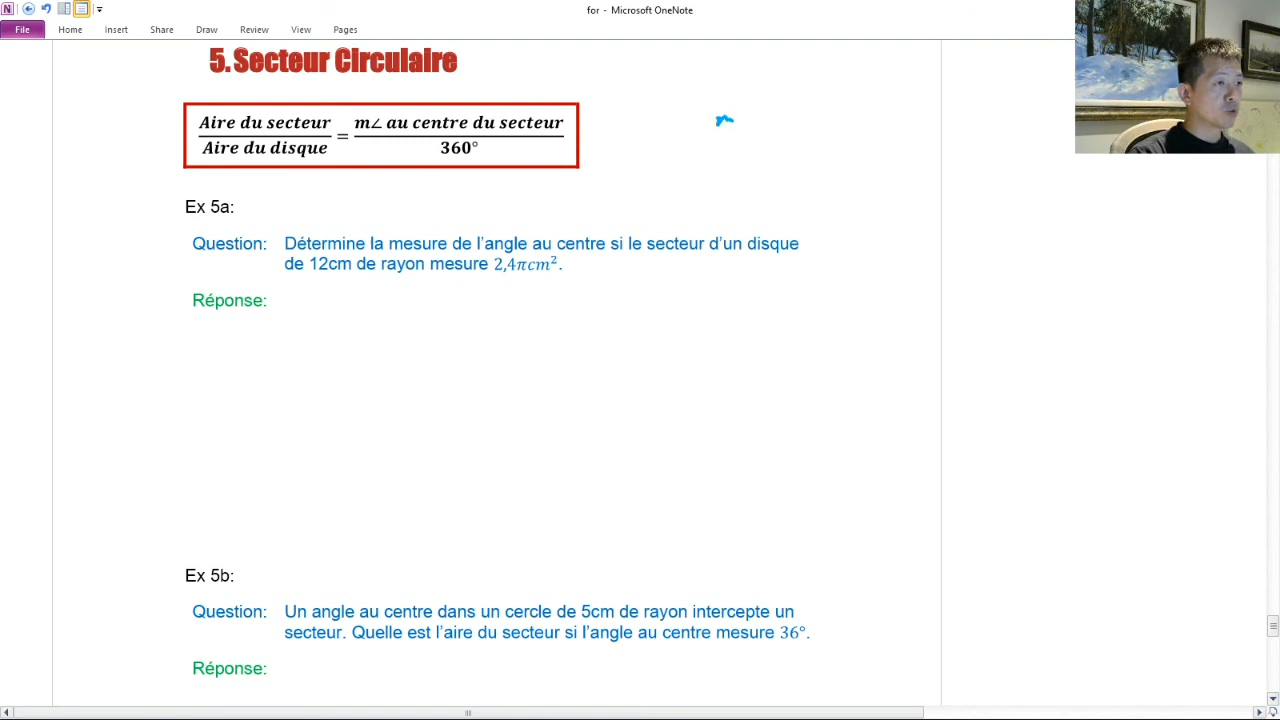 for - Microsoft OneNote
File Home Insert Share Draw Review View Pages
5. Secteur Circulaire
Aire du secteur / Aire du disque = m∠ au centre du secteur / 360°
Ex 5a:
Question: Détermine la mesure de l'angle au centre si le secteur d'un disque
de 12cm de rayon mesure 2,4πcm².
Réponse:
Ex 5b:
Question: Un angle au centre dans un cercle de 5cm de rayon intercepte un
secteur. Quelle est l'aire du secteur si l'angle au centre mesure 36°.
Réponse: